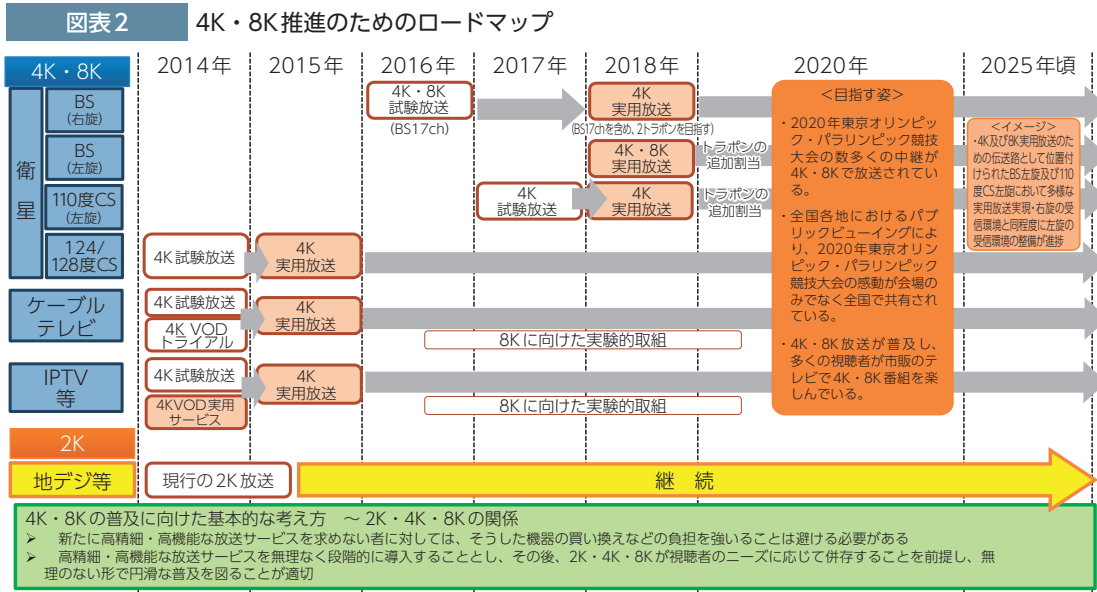 図表2
4K・8K推進のためのロードマップ
4K・8K
2014年
2015年
2016年
2017年
2018年
2020年
2025年頃
衛星
BS
(右旋)
4K・8K
試験放送
(BS17ch)
4K
実用放送
(BS17chを含め、2トラポンを目指す)
BS
(左旋)
4K・8K
実用放送
トラポンの
追加割当
110度CS
(左旋)
4K
試験放送
4K
実用放送
トラポンの
追加割当
124/
128度CS
4K試験放送
4K
実用放送
ケーブル
テレビ
4K試験放送
4K VOD
トライアル
4K
実用放送
8Kに向けた実験的取組
IPTV
等
4K試験放送
4KVOD実用
サービス
4K
実用放送
8Kに向けた実験的取組
<目指す姿>
・2020年東京オリンピッ
ク・パラリンピック競技
大会の数多くの中継が
4K・8Kで放送されてい
る。
・全国各地におけるパブ
リックビューイングによ
り、2020年東京オリン
ピック・パラリンピック
競技大会の感動が会場の
みでなく全国で共有され
ている。
・4K・8K放送が普及し、
多くの視聴者が市販のテ
レビで4K・8K番組を楽
しんでいる。
<イメージ>
・4K及び8K実用放送のた
めの伝送路として位置付
けられたBS左旋及び110
度CS左旋において多様な
実用放送実現・右旋の受
信環境と同程度に左旋の
受信環境の整備が進捗
2K
地デジ等
現行の2K放送
継 続
4K・8Kの普及に向けた基本的な考え方 ～2K・4K・8Kの関係
➢ 新たに高精細・高機能な放送サービスを求めない者に対しては、そうした機器の買い換えなどの負担を強いることは避ける必要がある
➢ 高精細・高機能な放送サービスを無理なく段階的に導入することとし、その後、2K・4K・8Kが視聴者のニーズに応じて併存することを前提し、無
理のない形で円滑な普及を図ることが適切